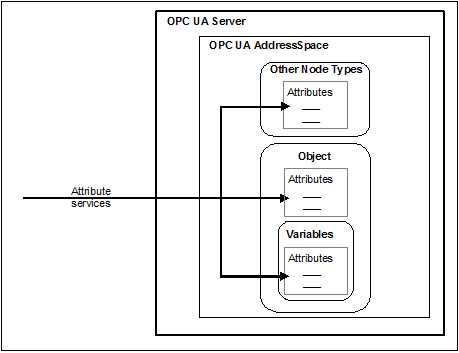 OPC UA Server
OPC UA AddressSpace
Other Node Types
Attributes
Object
Attributes
Attribute
services
Variables
Attributes